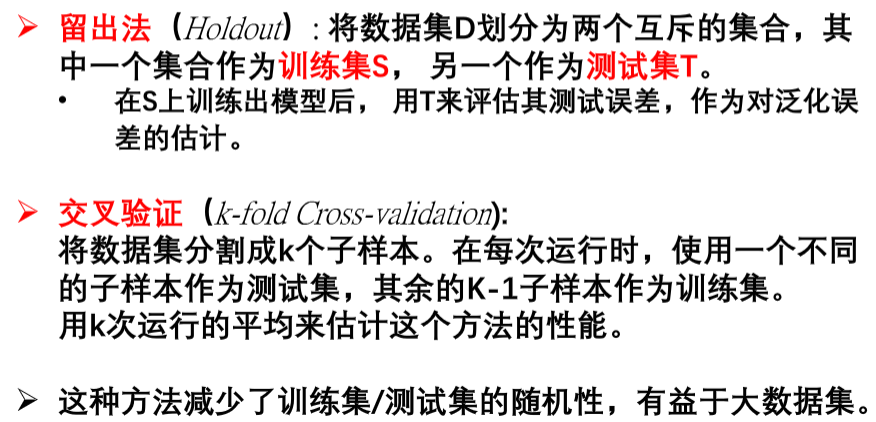 ➢ 留出法（Holdout）: 将数据集D划分为两个互斥的集合，其
中一个集合作为训练集S， 另一个作为测试集T。
• 在S上训练出模型后， 用T来评估其测试误差，作为对泛化误
差的估计。
➢ 交叉验证（k-fold Cross-validation):
将数据集分割成k个子样本。在每次运行时，使用一个不同
的子样本作为测试集，其余的K-1子样本作为训练集。
用k次运行的平均来估计这个方法的性能。
➢ 这种方法减少了训练集/测试集的随机性，有益于大数据集。